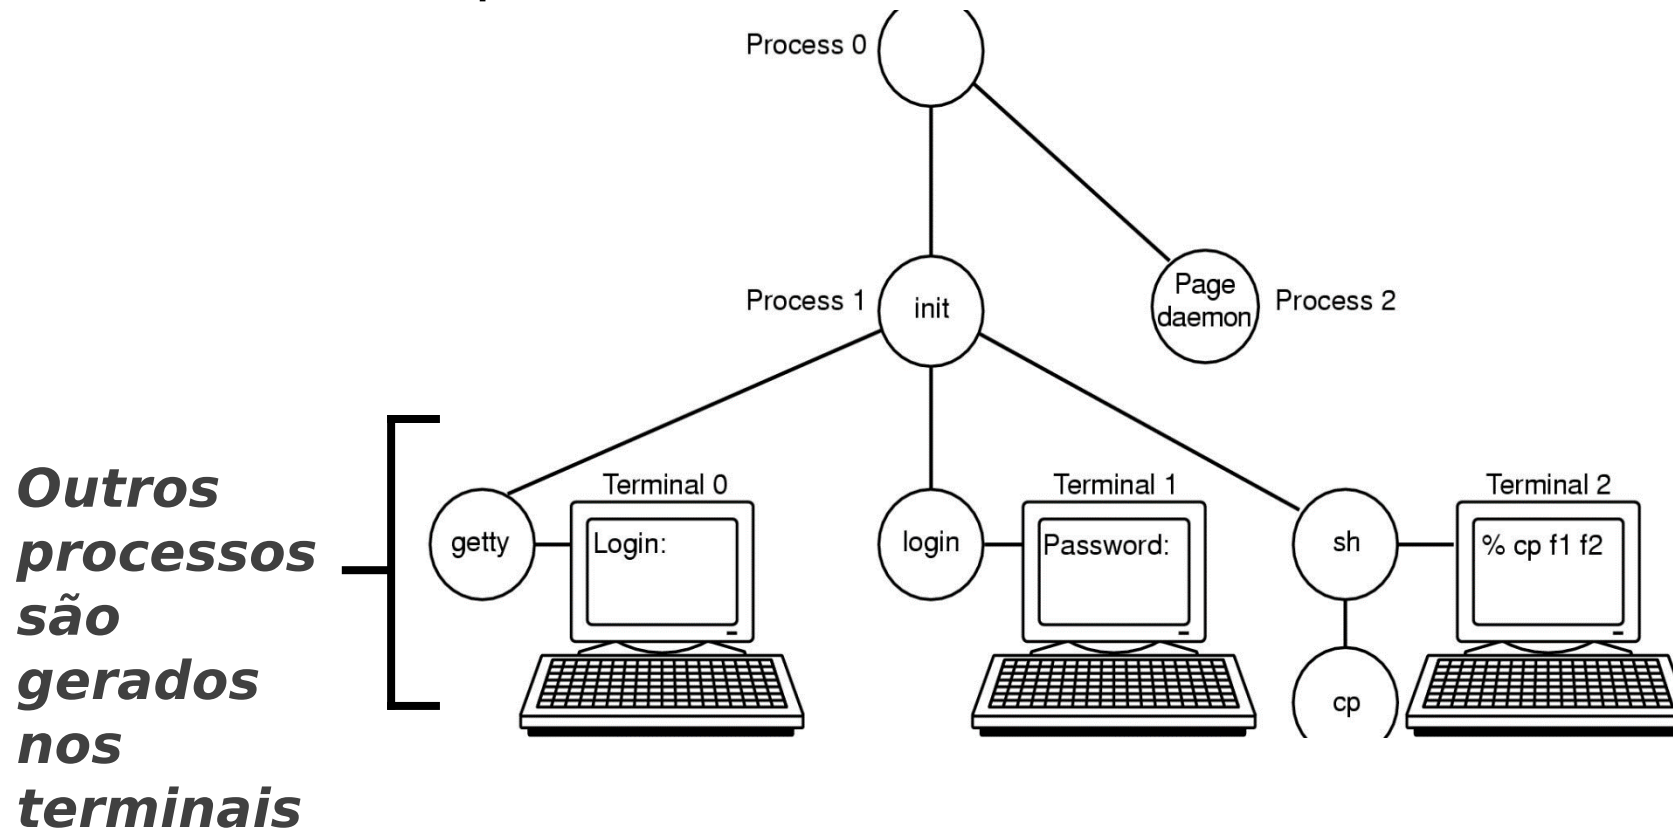 Process 0
Process 1
init
Page
daemon
Process 2
Outros
processos
são
gerados
nos
terminais
getty
Terminal 0
Login:
login
Terminal 1
Password:
sh
Terminal 2
% cp f1 f2
cp